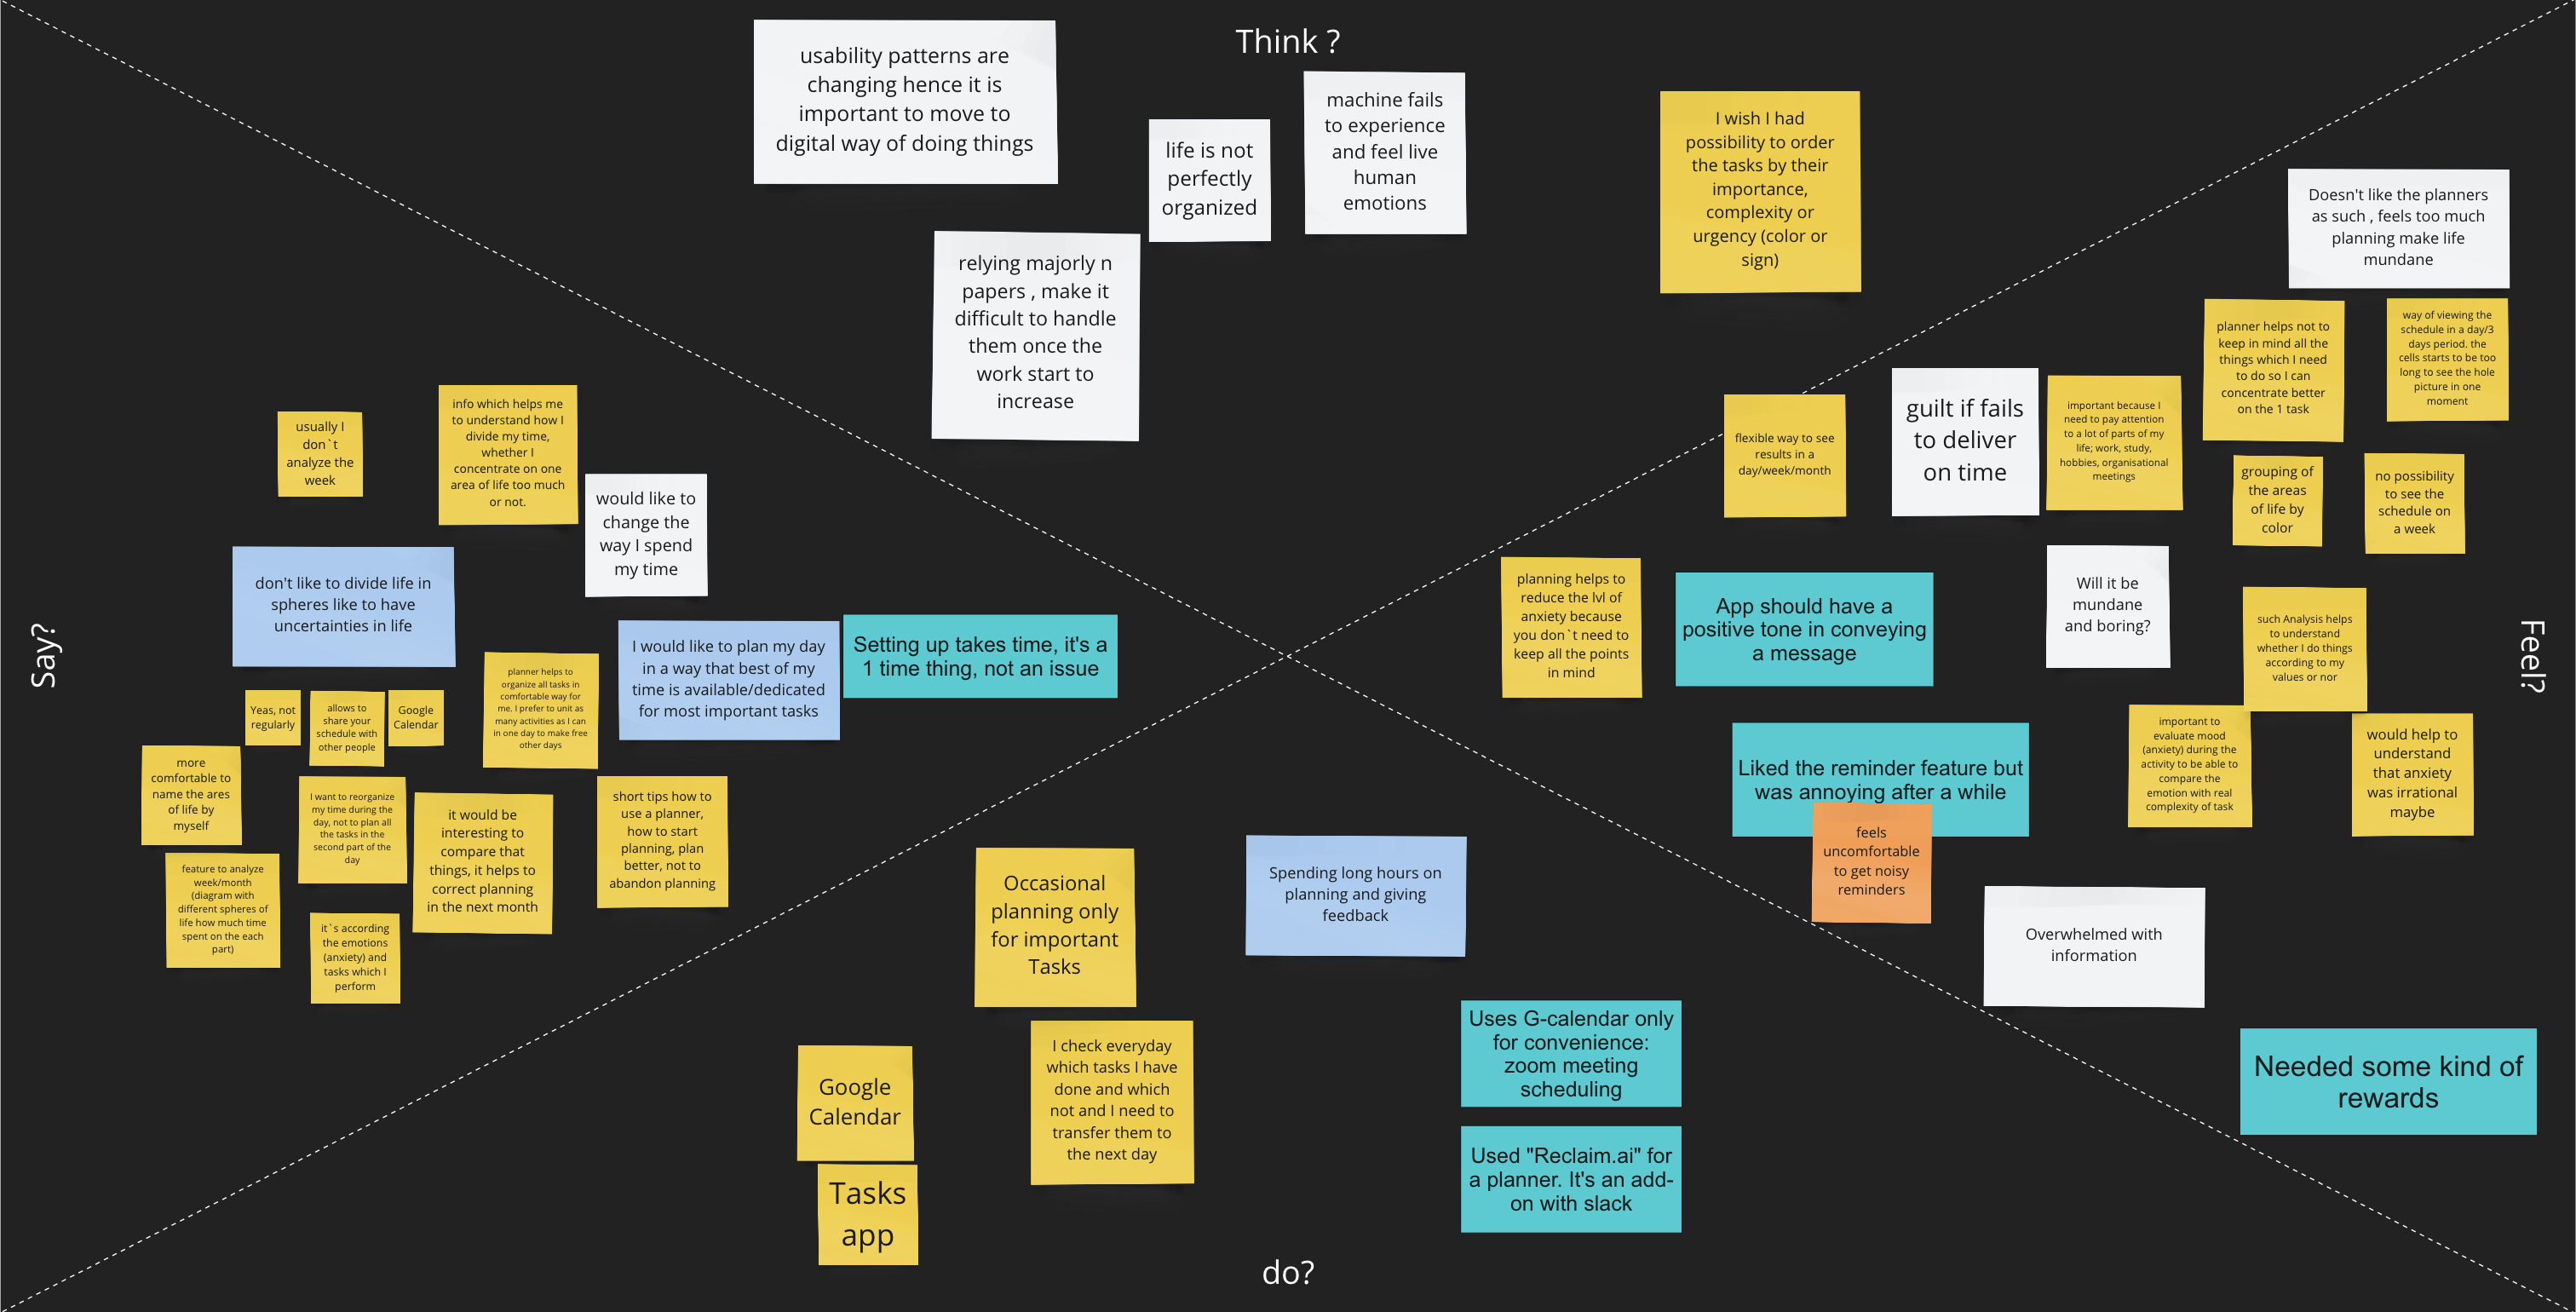 Think ?
usability patterns are
changing hence it is
important to move to
digital way of doing things
life is not
perfectly
organized
machine fails
to experience
and feel live
human
emotions
I wish I had
possibility to order
the tasks by their
importance,
complexity or
urgency (color or
sign)
relying majorly n
papers , make it
difficult to handle
them once the
work start to
increase
Say?
usually I
don`t
analyze the
week
info which helps me
to understand how I
divide my time,
whether I
concentrate on one
area of life too much
or not.
would like to
change the
way I spend
my time
don't like to divide life in
spheres like to have
uncertainties in life
I would like to plan my day
in a way that best of my
time is available/dedicated
for most important tasks
Setting up takes time, it's a
1 time thing, not an issue
Yeas, not
regularly
allows to
share your
schedule with
other people
Google
Calendar
planner helps to
organize all tasks in
comfortable way for
me. I prefer to unit as
many activities as I can
in one day to make free
other days
more
comfortable to
name the ares
of life by
myself
I want to reorganize
my time during the
day, not to plan all
the tasks in the
second part of the
day
it would be
interesting to
compare that
things, it helps to
correct planning
in the next month
short tips how to
use a planner,
how to start
planning, plan
better, not to
abandon planning
feature to analyze
week/month
(diagram with
different spheres of
life how much time
spent on the each
part)
it`s according
the emotions
(anxiety) and
tasks which I
perform
Feel?
Doesn't like the planners
as such , feels too much
planning make life
mundane
planner helps not to
keep in mind all the
things which I need
to do so I can
concentrate better
on the 1 task
way of viewing the
schedule in a day/3
days period. the
cells starts to be too
long to see the hole
picture in one
moment
flexible way to see
results in a
day/week/month
guilt if fails
to deliver
on time
important because I
need to pay attention
to a lot of parts of my
life; work, study,
hobbies, organisational
meetings
grouping of
the areas
of life by
color
no possibility
to see the
schedule on
a week
planning helps to
reduce the lvl of
anxiety because
you don`t need to
keep all the points
in mind
App should have a
positive tone in conveying
a message
Will it be
mundane
and boring?
such Analysis helps
to understand
whether I do things
according to my
values or nor
Liked the reminder feature but
was annoying after a while
feels
uncomfortable
to get noisy
reminders
important to
evaluate mood
(anxiety) during the
activity to be able to
compare the
emotion with real
complexity of task
would help to
understand
that anxiety
was irrational
maybe
Overwhelmed with
information
Needed some kind of
rewards
do?
Occasional
planning only
for important
Tasks
Spending long hours on
planning and giving
feedback
Google
Calendar
Tasks
app
I check everyday
which tasks I have
done and which
not and I need to
transfer them to
the next day
Uses G-calendar only
for convenience:
zoom meeting
scheduling
Used "Reclaim.ai" for
a planner. It's an add-
on with slack